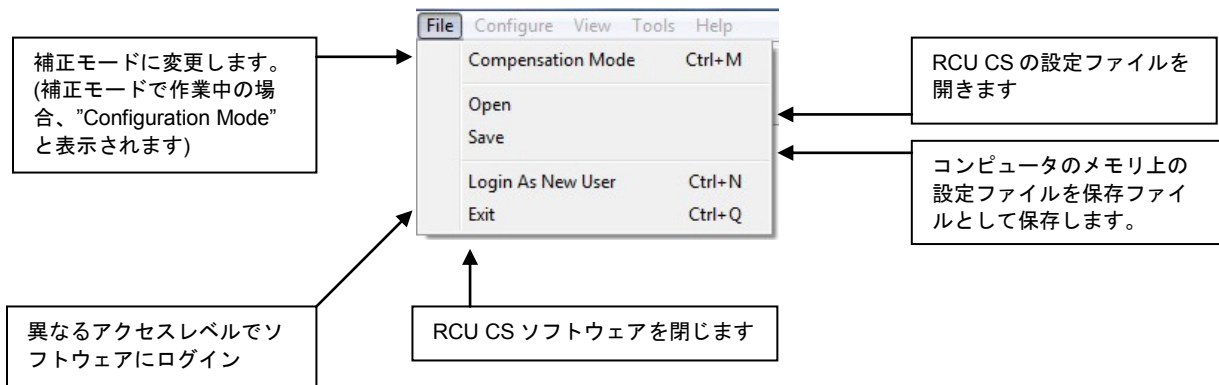 File Configure View Tools Help
補正モードに変更します。
(補正モードで作業中の場
合、”Configuration Mode”
と表示されます)
Compensation Mode Ctrl+M
Open
Save
Login As New User Ctrl+N
Exit Ctrl+Q
RCU CS の設定ファイルを
開きます
コンピュータのメモリ上の
設定ファイルを保存ファイ
ルとして保存します。
異なるアクセスレベルでソ
フトウェアにログイン
RCU CS ソフトウェアを閉じます